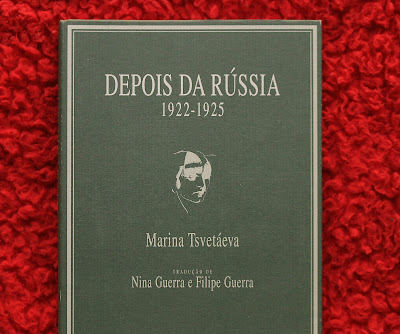 DEPOIS DA RÚSSIA
1922-1925
Marina Tsvetáeva
TRADUÇÃO DE
Nina Guerra e Filipe Guerra